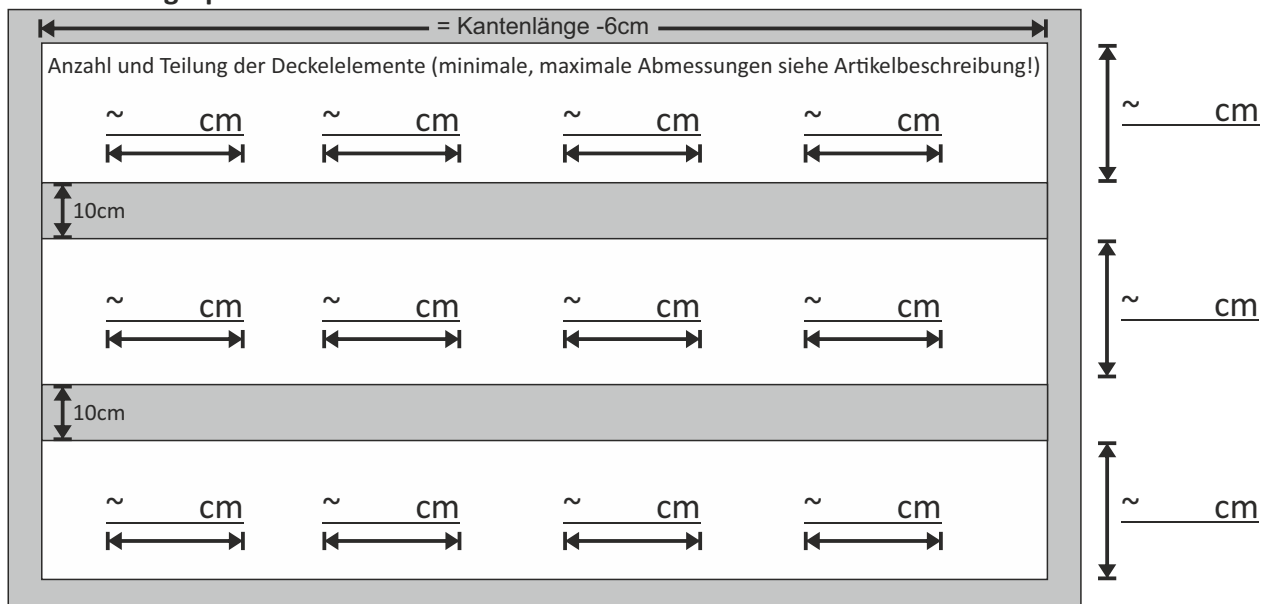 = Kantenlänge -6cm
Anzahl und Teilung der Deckelelemente (minimale, maximale Abmessungen siehe Artikelbeschreibung!)
~ cm ~ cm ~ cm ~ cm ~ cm
10cm
~ cm ~ cm ~ cm ~ cm ~ cm
10cm
~ cm ~ cm ~ cm ~ cm ~ cm